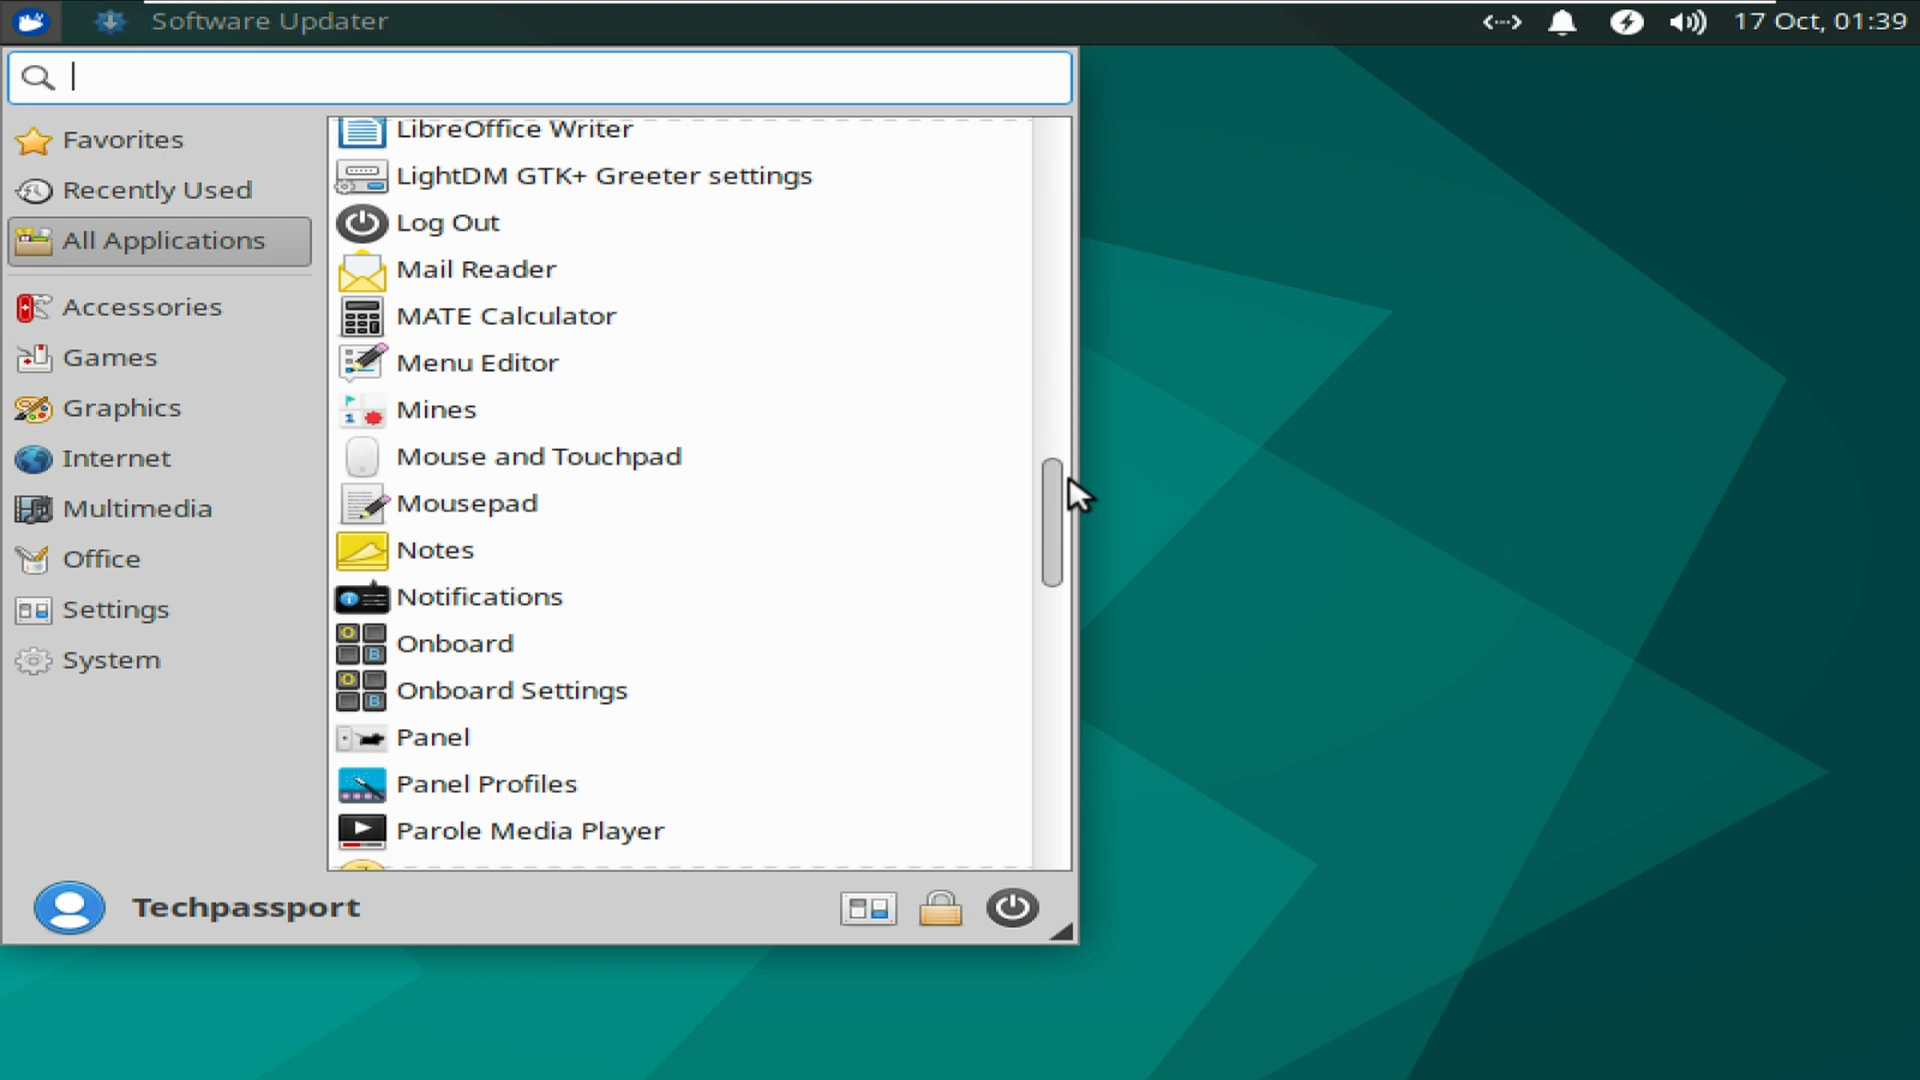 Software Updater
17 Oct, 01:39
Favorites
Recently Used
All Applications
Accessories
Games
Graphics
Internet
Multimedia
Office
Settings
System
LibreOffice Writer
LightDM GTK+ Greeter settings
Log Out
Mail Reader
MATE Calculator
Menu Editor
Mines
Mouse and Touchpad
Mousepad
Notes
Notifications
Onboard
Onboard Settings
Panel
Panel Profiles
Parole Media Player
Techpassport